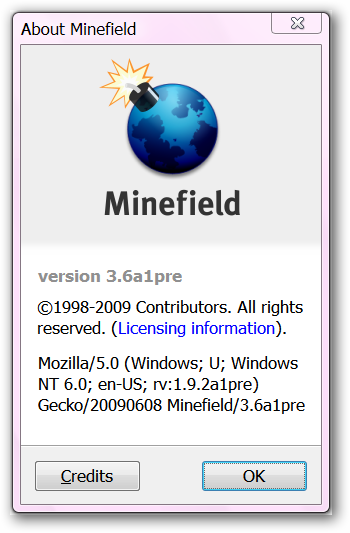 About Minefield
Minefield
version 3.6a1pre
©1998-2009 Contributors. All rights
reserved. (Licensing information).
Mozilla/5.0 (Windows; U; Windows
NT 6.0; en-US; rv:1.9.2a1pre)
Gecko/20090608 Minefield/3.6a1pre
Credits
OK